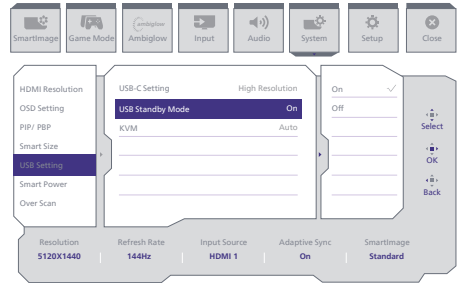 SmartImage Game Mode Ambiglow Input Audio System Setup Close
ambiglow
HDMI Resolution
OSD Setting
PIP/ PBP
Smart Size
USB Setting
Smart Power
Over Scan
USB-C Setting High Resolution
USB Standby Mode On
KVM Auto
On
Off
Select
OK
Back
Resolution Refresh Rate Input Source Adaptive Sync SmartImage
5120X1440 144Hz HDMI 1 On Standard